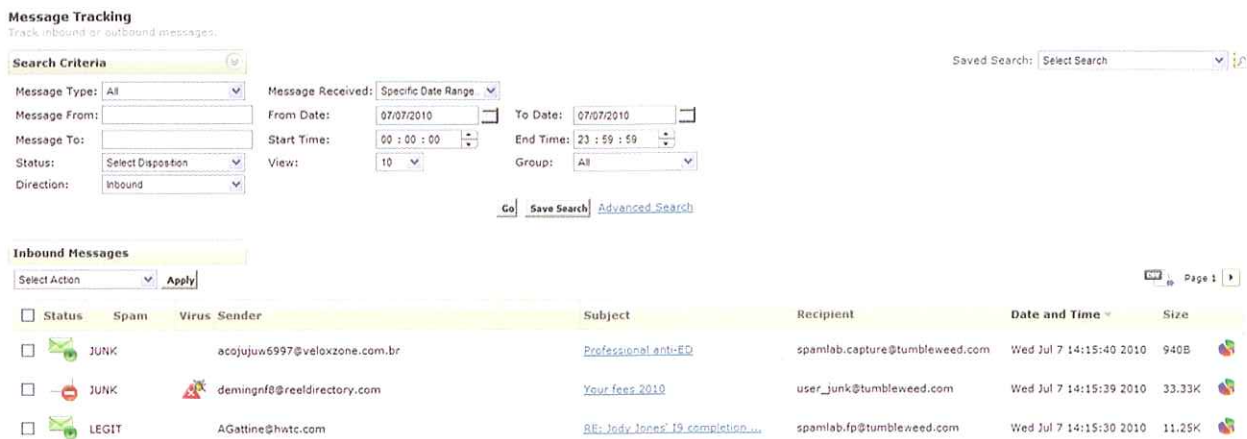 Message Tracking
Track inbound or outbound messages.
Search Criteria
Saved Search: Select Search
Message Type: All Message Received: Specific Date Range..
Message From: From Date: 07/07/2010 To Date: 07/07/2010
Message To: Start Time: 00 : 00 : 00 End Time: 23 : 59 : 59
Status: Select Disposition View: 10 Group: All
Direction: Inbound
Go Save Search Advanced Search
Inbound Messages
Select Action Apply CSV Page 1
Status Spam Virus Sender Subject Recipient Date and Time Size
JUNK acojujuw6997@veloxzone.com.br Professional anti-ED spamlab.capture@tumbleweed.com Wed Jul 7 14:15:40 2010 940B
JUNK demingnf8@reeldirectory.com Your fees 2010 user_junk@tumbleweed.com Wed Jul 7 14:15:39 2010 33.33K
LEGIT AGattine@hwtc.com RE: Jody Jones' I9 completion ... spamlab.fp@tumbleweed.com Wed Jul 7 14:15:30 2010 11.25K